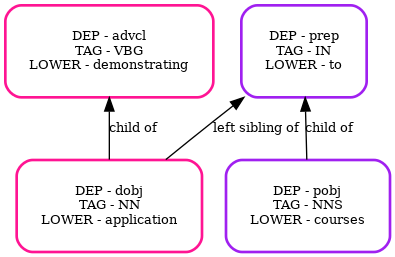 DEP - advcl
TAG - VBG
LOWER - demonstrating
DEP - prep
TAG - IN
LOWER - to
child of
left sibling of
child of
DEP - dobj
TAG - NN
LOWER - application
DEP - pobj
TAG - NNS
LOWER - courses